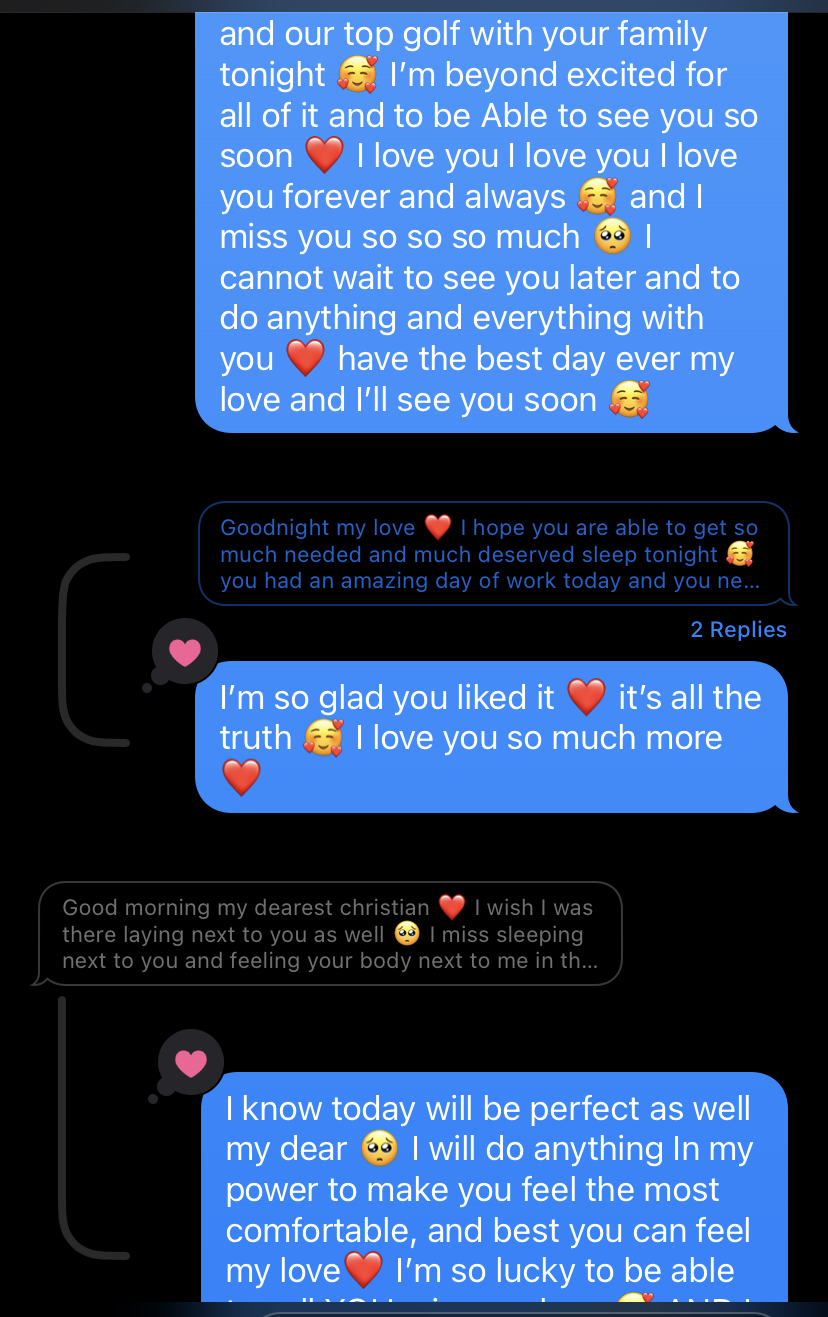 and our top golf with your family
tonight 🥰 I’m beyond excited for
all of it and to be Able to see you so
soon ❤️ I love you I love you I love
you forever and always 🥰 and I
miss you so so so much 🥺 I
cannot wait to see you later and to
do anything and everything with
you ❤️ have the best day ever my
love and I’ll see you soon 🥰
Goodnight my love ❤️ I hope you are able to get so
much needed and much deserved sleep tonight 🥰
you had an amazing day of work today and you ne...
2 Replies
I’m so glad you liked it ❤️ it’s all the
truth 🥰 I love you so much more
❤️
Good morning my dearest christian ❤️ I wish I was
there laying next to you as well 🥺 I miss sleeping
next to you and feeling your body next to me in th...
I know today will be perfect as well
my dear 🥺 I will do anything In my
power to make you feel the most
comfortable, and best you can feel
my love❤️ I’m so lucky to be able